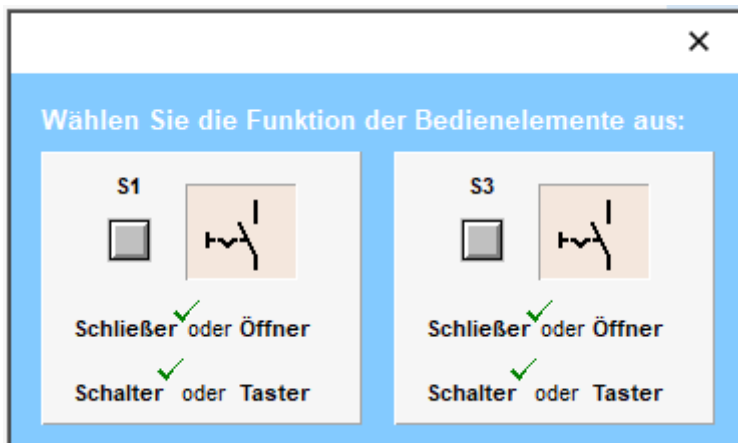 Wählen Sie die Funktion der Bedienelemente aus:
S1
Schließer oder Öffner
Schalter oder Taster
S3
Schließer oder Öffner
Schalter oder Taster